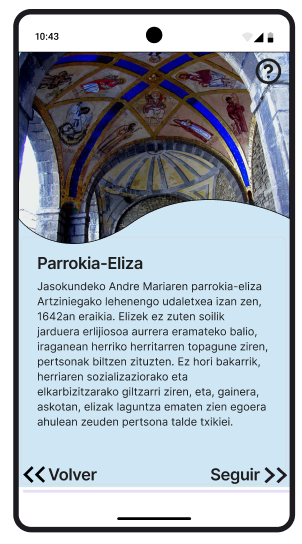 10:43
?
Parrokia-Eliza
Jasokundeko Andre Mariaren parrokia-eliza
Artziniegako lehenengo udaletxea izan zen,
1642an eraikia. Elizek ez zuten soilik
jarduera erlijiosoa aurrera eramateko balio,
iraganean herriko herritarren topagune ziren,
pertsonak biltzen zituzten. Ez hori bakarrik,
herriaren sozializaziorako eta
elkarbizitzarako giltzarri ziren, eta, gainera,
askotan, elizak laguntza ematen zien egoera
ahulean zeuden pertsona talde txikiei.
Volver Seguir